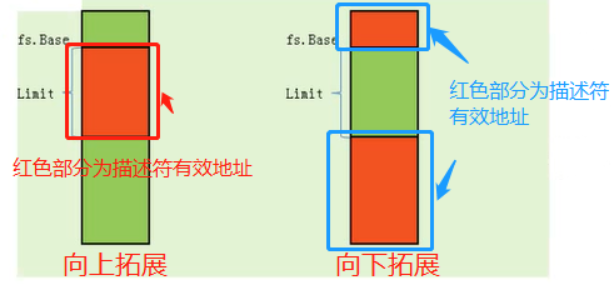 fs.Base
Limit
红色部分为描述符有效地址
向上拓展
fs.Base
Limit
红色部分为描述符
有效地址
向下拓展